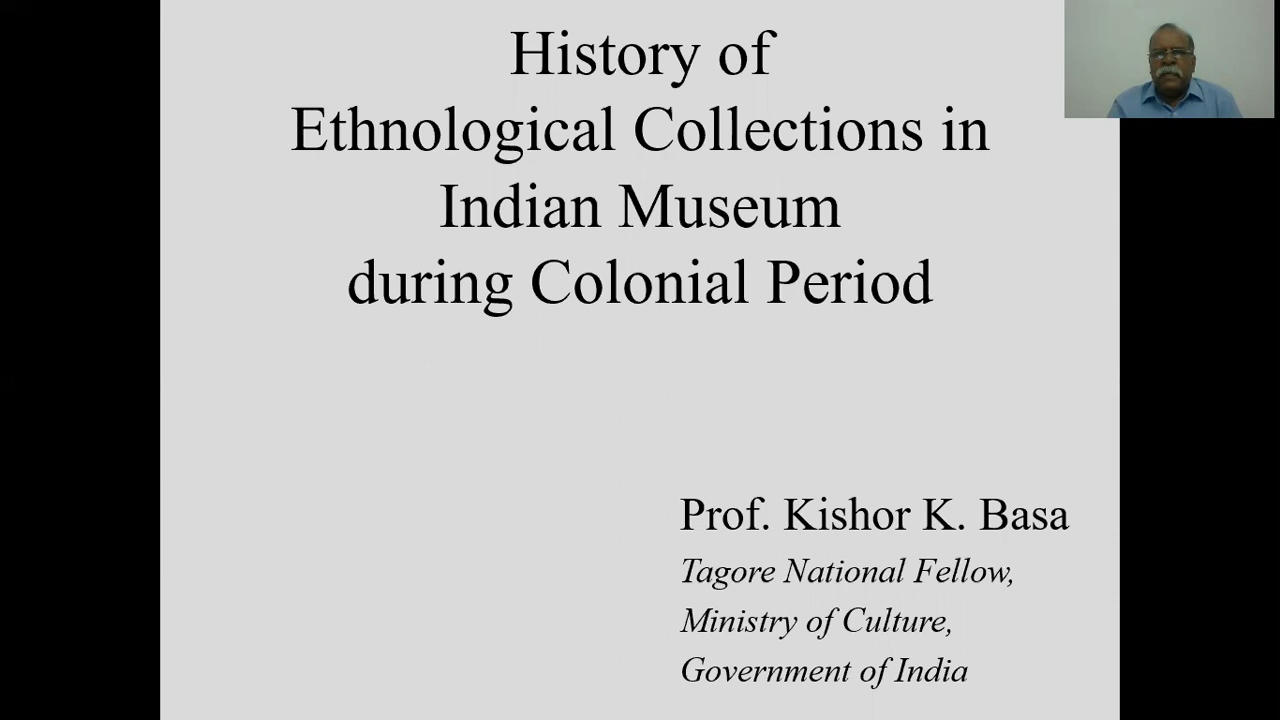 History of
Ethnological Collections in
Indian Museum
during Colonial Period
Prof. Kishor K. Basa
Tagore National Fellow,
Ministry of Culture,
Government of India